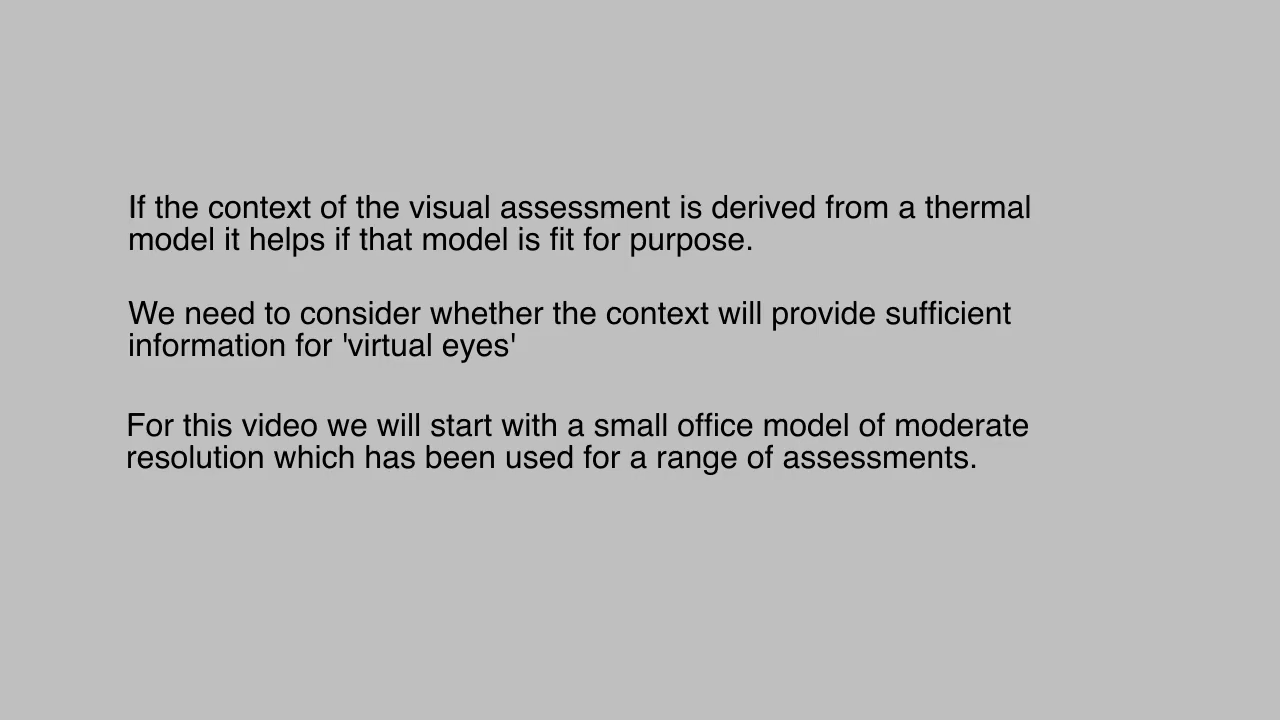 If the context of the visual assessment is derived from a thermal
model it helps if that model is fit for purpose.
We need to consider whether the context will provide sufficient
information for 'virtual eyes'
For this video we will start with a small office model of moderate
resolution which has been used for a range of assessments.